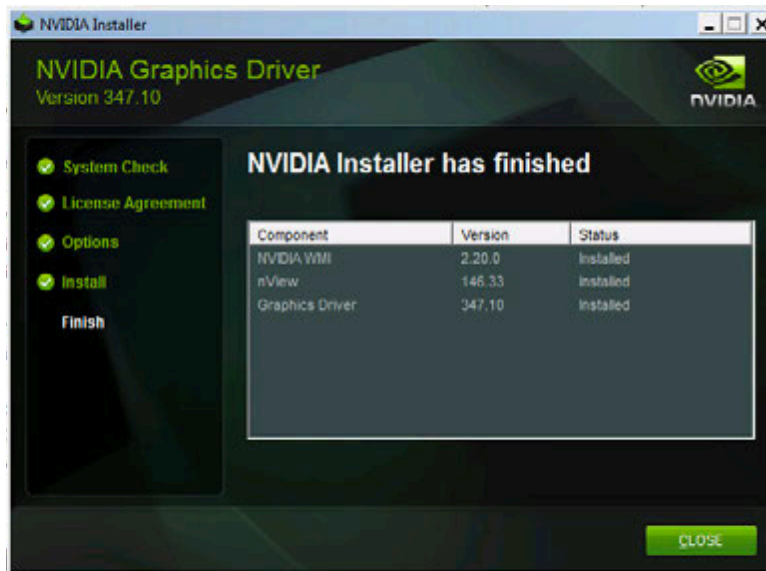 NVIDIA Installer
NVIDIA Graphics Driver
Version 347.10
NVIDIA
System Check
License Agreement
Options
Install
Finish
NVIDIA Installer has finished
Component Version Status
NVIDIA WMI 2.20.0 Installed
nView 146.33 Installed
Graphics Driver 347.10 Installed
CLOSE